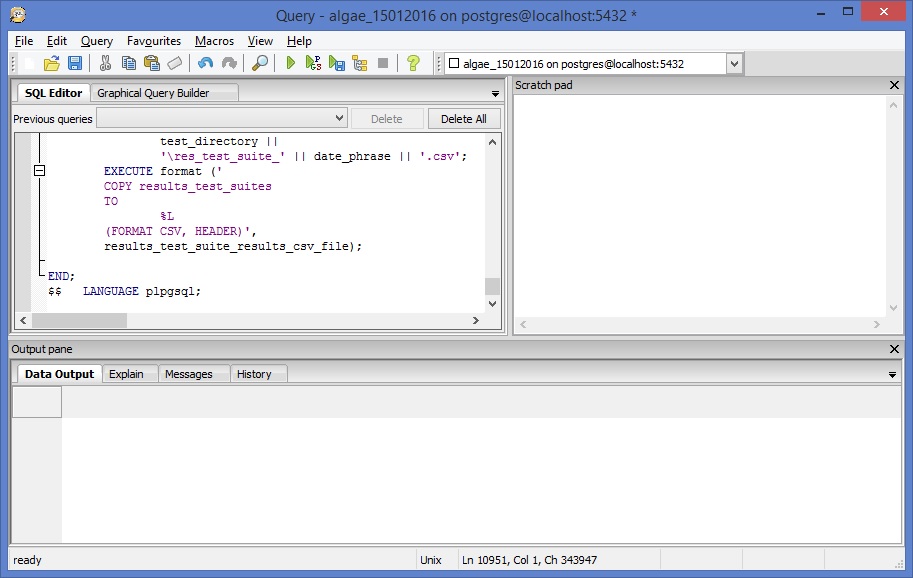 Query - algae_15012016 on postgres@localhost:5432 *
File Edit Query Favourites Macros View Help
algae_15012016 on postgres@localhost:5432
SQL Editor Graphical Query Builder
Scratch pad
Previous queries Delete Delete All
test_directory ||
'\res_test_suite_' || date_phrase || '.csv';
EXECUTE format ('
COPY results_test_suites
TO
%L
(FORMAT CSV, HEADER)',
results_test_suite_results_csv_file);
END;
$$ LANGUAGE plpgsql;
Output pane
Data Output Explain Messages History
ready Unix Ln 10951, Col 1, Ch 343947